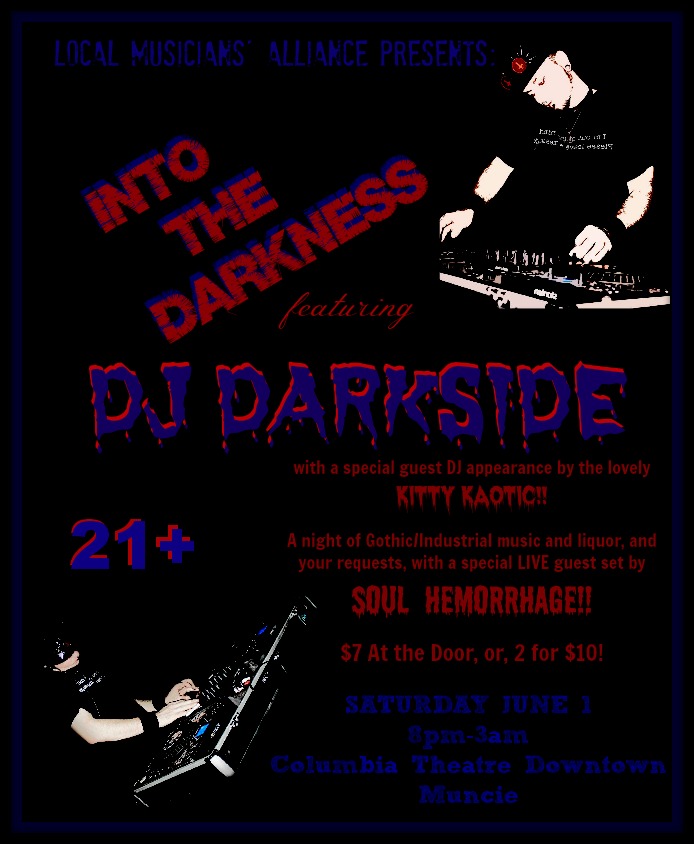 LOCAL MUSICIANS' ALLIANCE PRESENTS:
INTO
THE
DARKNESS
featuring
DJ DARKSIDE
with a special guest DJ appearance by the lovely
KITTY KAOTIC!!
21+
A night of Gothic/Industrial music and liquor, and
your requests, with a special LIVE guest set by
SOUL HEMORRHAGE!!
$7 At the Door, or, 2 for $10!
SATURDAY JUNE 1
8pm-3am
Columbia Theatre Downtown
Muncie